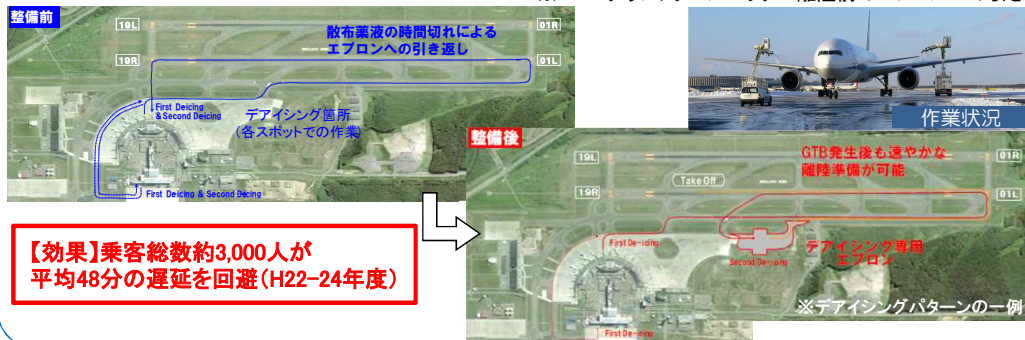 整備前
19L
01R
19R
01L
散布薬液の時間切れによる
エプロンへの引き返し
First Deicing
& Second Deicing
デアイシング箇所
(各スポットでの作業)
First Deicing & Second Deicing
作業状況
整備後
19L
01R
GTB発生後も速やかな
離陸準備が可能
Take Off
19R
01L
First De-icing
Second De-icing
デアイシング専用
エプロン
First De-icing
※デアイシングパターンの一例
【効果】乗客総数約3,000人が
平均48分の遅延を回避(H22-24年度)